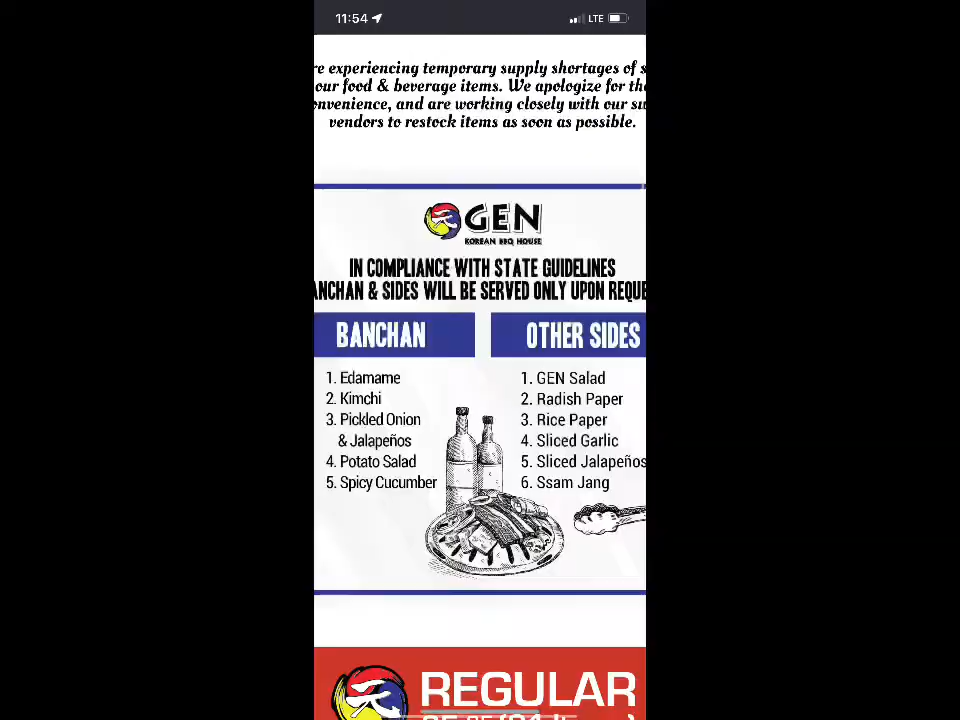 11:54
LTE
re experiencing temporary supply shortages of s
our food & beverage items. We apologize for the
onvenience, and are working closely with our su
vendors to restock items as soon as possible.
GEN
KOREAN BBQ HOUSE
IN COMPLIANCE WITH STATE GUIDELINES
ANCHAN & SIDES WILL BE SERVED ONLY UPON REQUE
BANCHAN
1. Edamame
2. Kimchi
3. Pickled Onion
& Jalapeños
4. Potato Salad
5. Spicy Cucumber
OTHER SIDES
1. GEN Salad
2. Radish Paper
3. Rice Paper
4. Sliced Garlic
5. Sliced Jalapeños
6. Ssam Jang
REGULAR